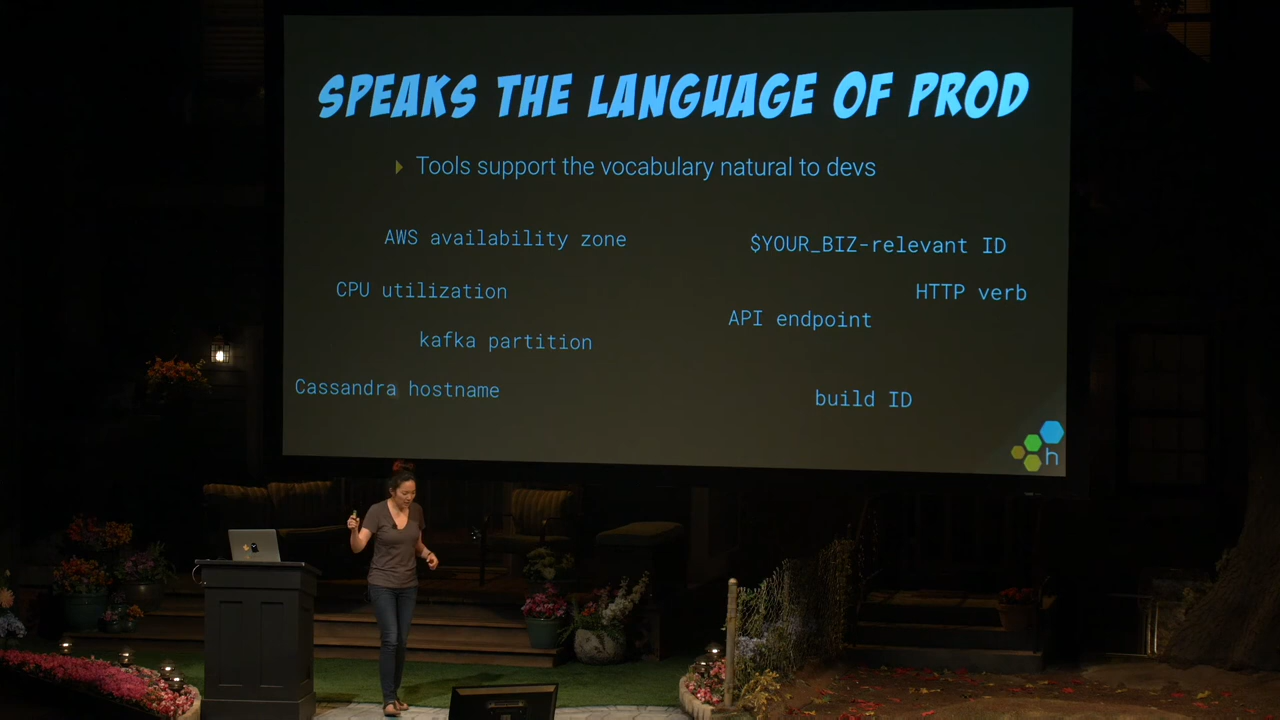 SPEAKS THE LANGUAGE OF PROD
Tools support the vocabulary natural to devs
AWS availability zone
$YOUR_BIZ-relevant ID
CPU utilization
HTTP verb
API endpoint
kafka partition
Cassandra hostname
build ID
h